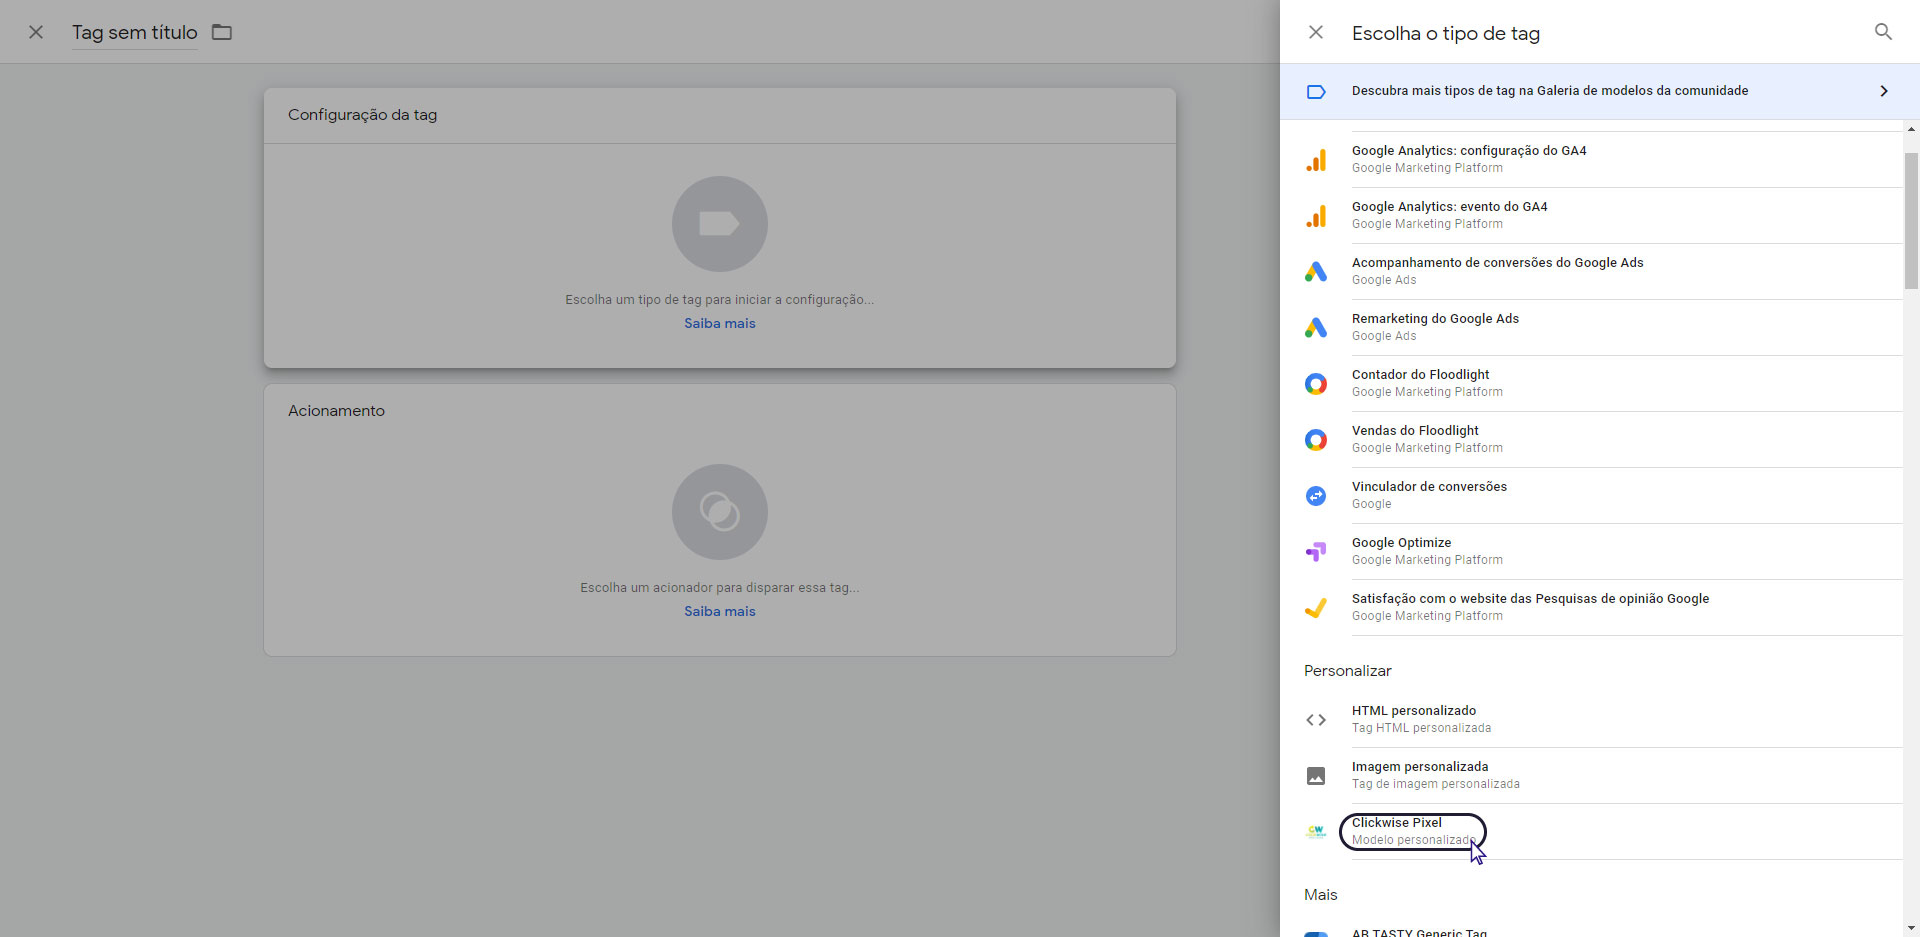 Tag sem título
Configuração da tag
Escolha um tipo de tag para iniciar a configuração...
Saiba mais
Acionamento
Escolha um acionador para disparar essa tag...
Saiba mais
Escolha o tipo de tag
Descubra mais tipos de tag na Galeria de modelos da comunidade
Google Analytics: configuração do GA4
Google Marketing Platform
Google Analytics: evento do GA4
Google Marketing Platform
Acompanhamento de conversões do Google Ads
Google Ads
Remarketing do Google Ads
Google Ads
Contador do Floodlight
Google Marketing Platform
Vendas do Floodlight
Google Marketing Platform
Vinculador de conversões
Google
Google Optimize
Google Marketing Platform
Satisfação com o website das Pesquisas de opinião Google
Google Marketing Platform
Personalizar
HTML personalizado
Tag HTML personalizada
Imagem personalizada
Tag de imagem personalizada
CW
Clickwise Pixel
Modelo personalizado
Mais
AB TASTY Generic Tag